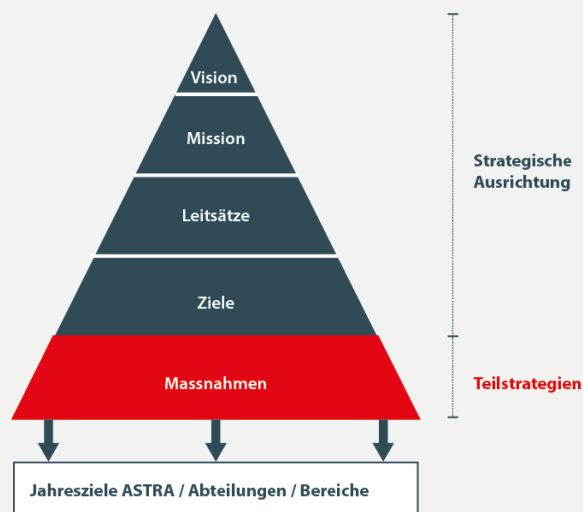 Vision
Mission
Leitsätze
Ziele
Massnahmen
Strategische
Ausrichtung
Teilstrategien
Jahresziele ASTRA / Abteilungen / Bereiche